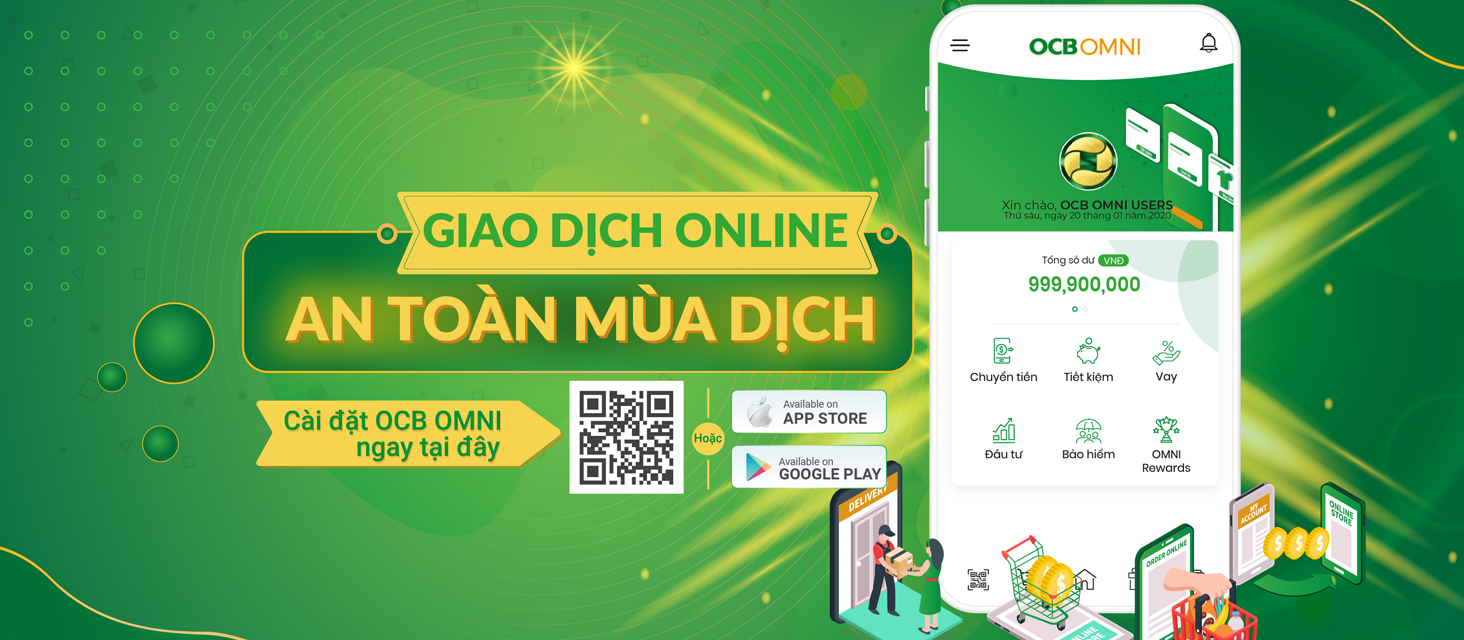 GIAO DỊCH ONLINE
AN TOÀN MÙA DỊCH
Cài đặt OCB OMNI
ngay tại đây
Hoặc
Available on
APP STORE
Available on
GOOGLE PLAY
OCB OMNI
Xin chào, OCB OMNI USERS
Thứ sáu, ngày 20 tháng 01 năm,2020
Tổng số dư VNĐ
999,900,000
Chuyển tiền Tiết kiệm Vay
Đầu tư Bảo hiểm OMNI
Rewards
DELIVERY
ORDER ONLINE
MY
ACCOUNT
ONLINE
STORE